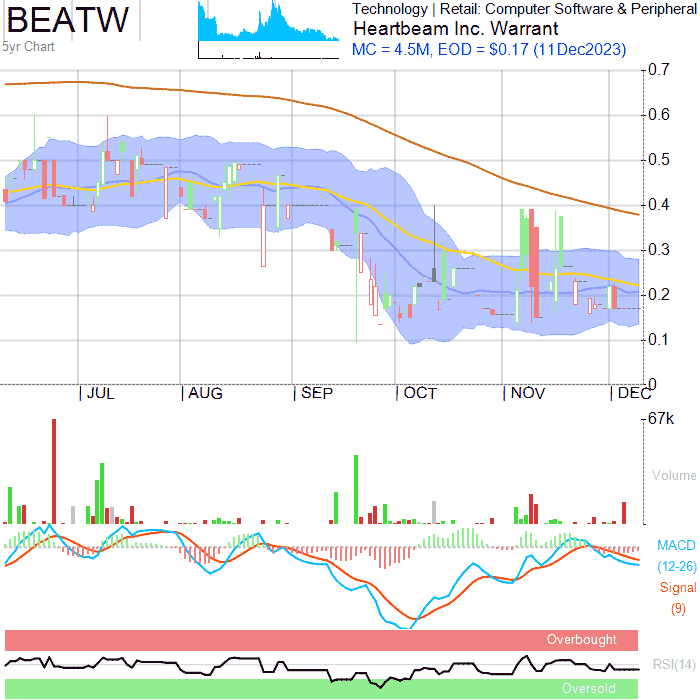 BEATW
5yr Chart
Technology | Retail: Computer Software & Peripheral
Heartbeam Inc. Warrant
MC = 4.5M, EOD = $0.17 (11Dec2023)
0.7
0.6
0.5
0.4
0.3
0.2
0.1
0
JUL
AUG
SEP
OCT
NOV
DEC
67k
Volume
MACD
(12-26)
Signal
(9)
Overbought
RSI(14)
Oversold